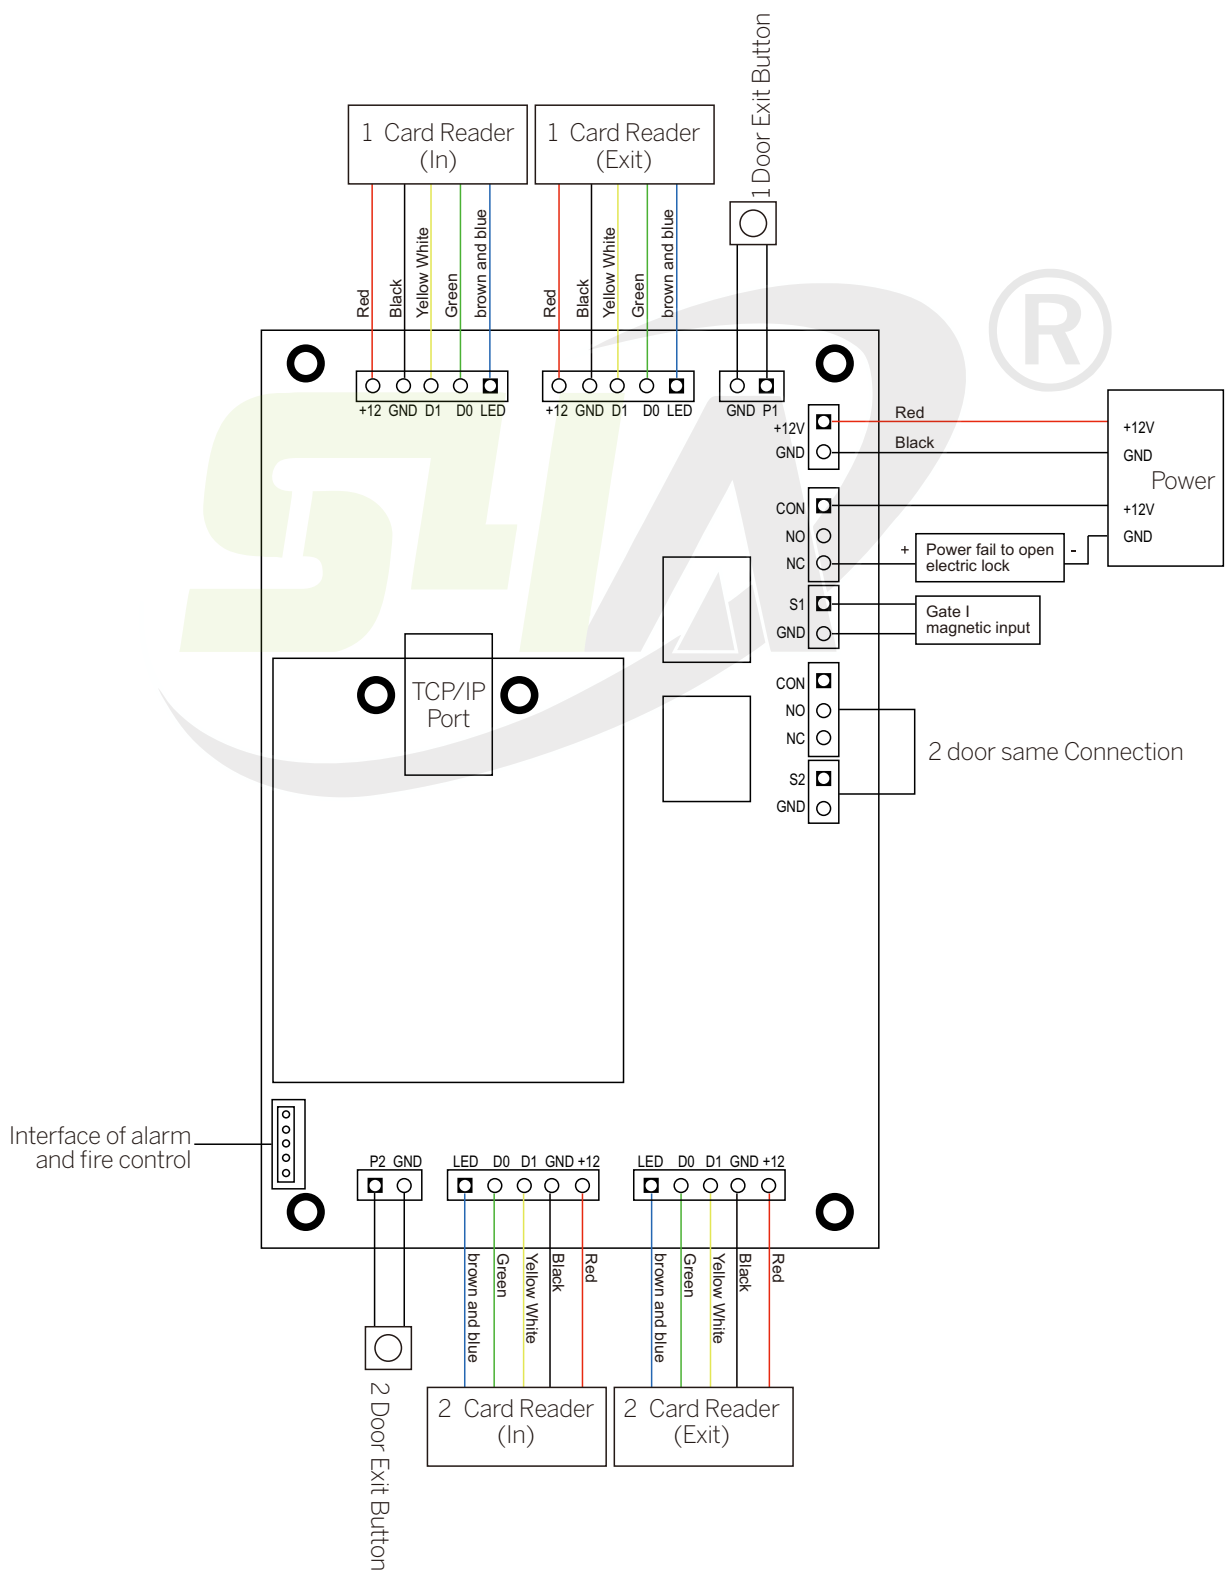 1 Door Exit Button
1 Card Reader
(In)
1 Card Reader
(Exit)
Red
Black
Yellow White
Green
brown and blue
Red
Black
Yellow White
Green
brown and blue
®
+12 GND D1 D0 LED
+12 GND D1 D0 LED
GND P1
+12V
GND
Red
Black
+12V
GND
Power
+12V
GND
CON
NO
NC
+
Power fail to open
electric lock
-
S1
GND
Gate I
magnetic input
S4A
TCP/IP
Port
CON
NO
NC
S2
GND
2 door same Connection
Interface of alarm
and fire control
P2 GND
LED D0 D1 GND +12
LED D0 D1 GND +12
brown and blue
Green
Yellow White
Black
Red
brown and blue
Green
Yellow White
Black
Red
2 Door Exit Button
2 Card Reader
(In)
2 Card Reader
(Exit)